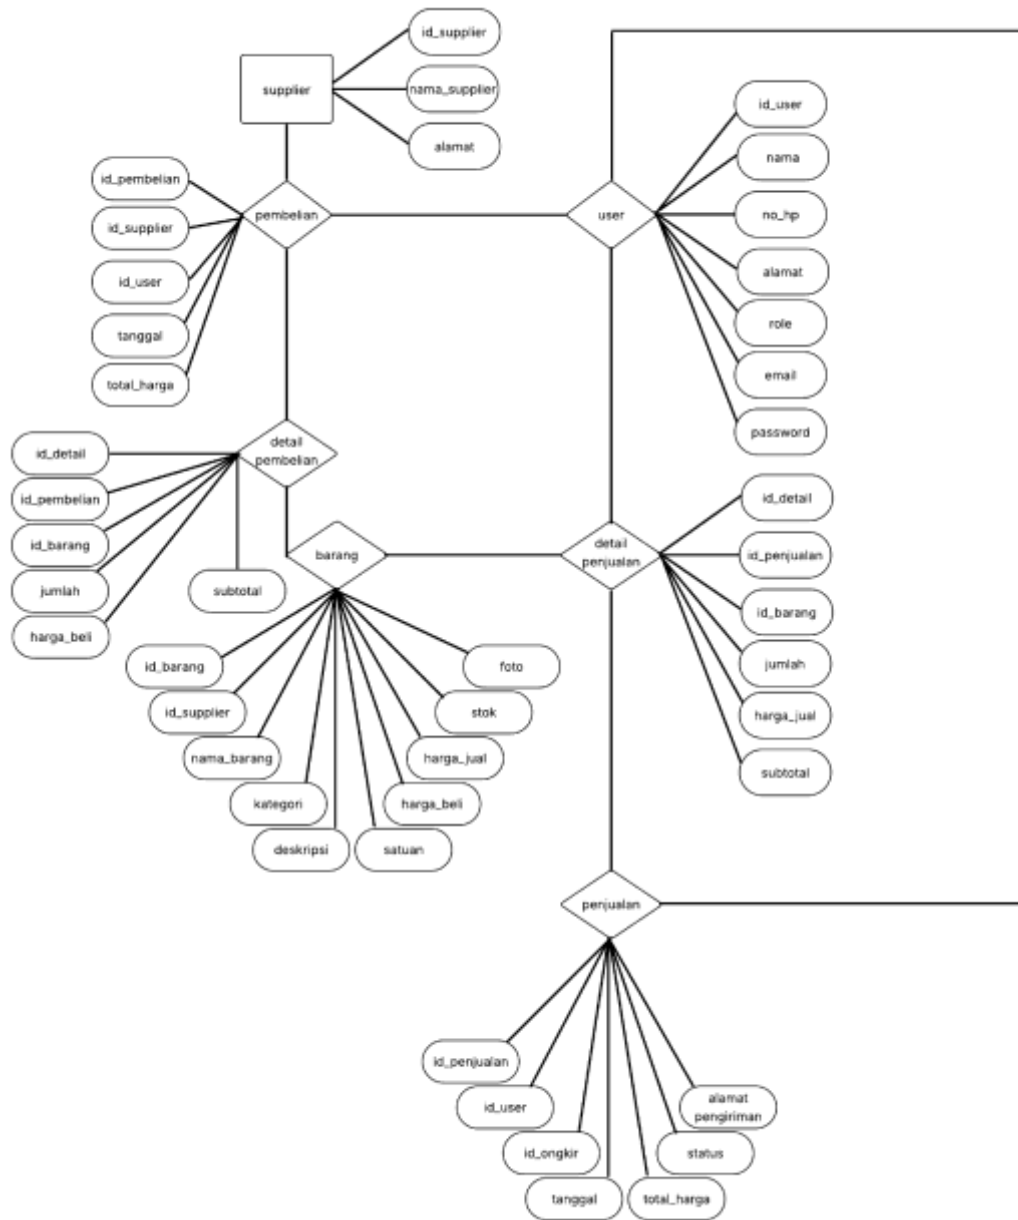 id_supplier
supplier
nama_supplier
alamat
id_pembelian
id_supplier
id_user
tanggal
total_harga
pembelian
user
id_user
nama
no_hp
alamat
role
email
password
id_detail
id_pembelian
id_barang
jumlah
harga_beli
detail
pembelian
subtotal
barang
detail
penjualan
id_detail
id_penjualan
id_barang
jumlah
harga_jual
subtotal
id_barang
id_supplier
nama_barang
kategori
deskripsi
satuan
harga_beli
harga_jual
stok
foto
penjualan
id_penjualan
id_user
id_ongkir
tanggal
total_harga
status
alamat
pengiriman